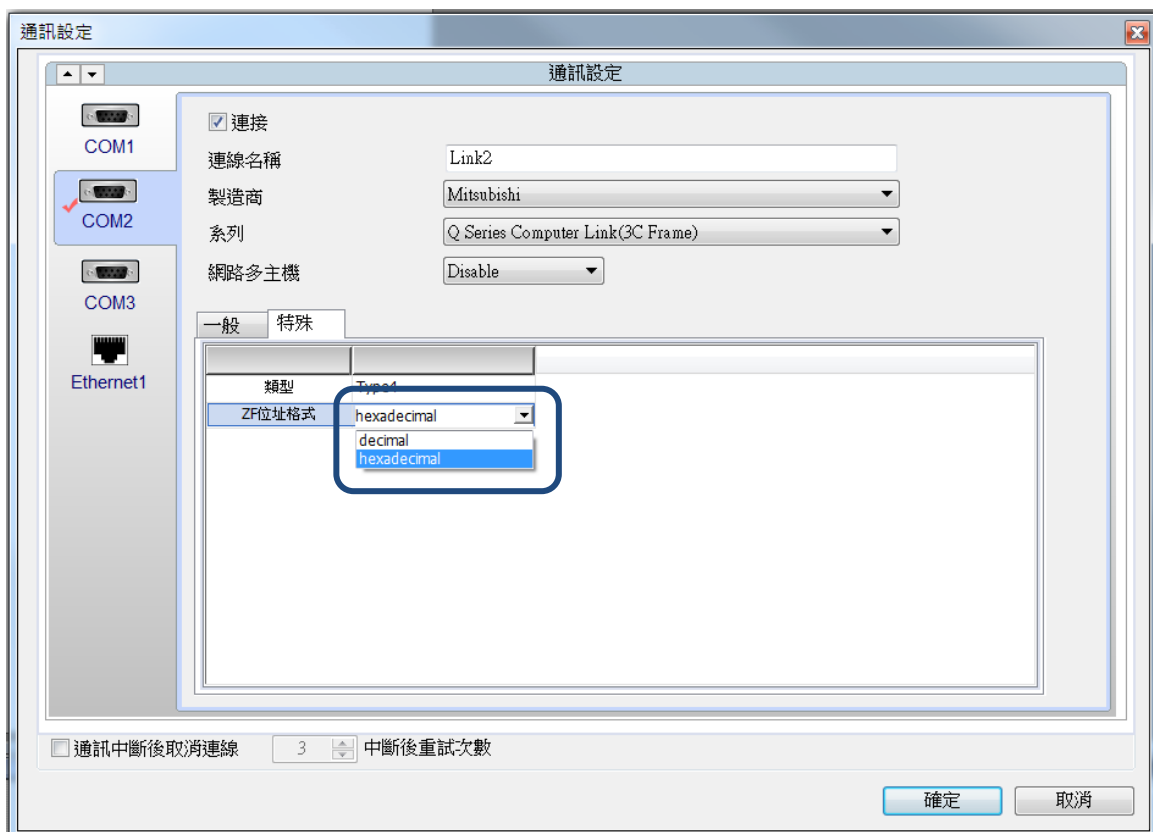 通訊設定
通訊設定
COM1
COM2
COM3
Ethernet1
連接
連線名稱 Link2
製造商 Mitsubishi
系列 Q Series Computer Link(3C Frame)
網路多主機 Disable
一般 特殊
類型 Type4
ZF位址格式 hexadecimal
decimal
hexadecimal
通訊中斷後取消連線 3 中斷後重試次數
確定 取消